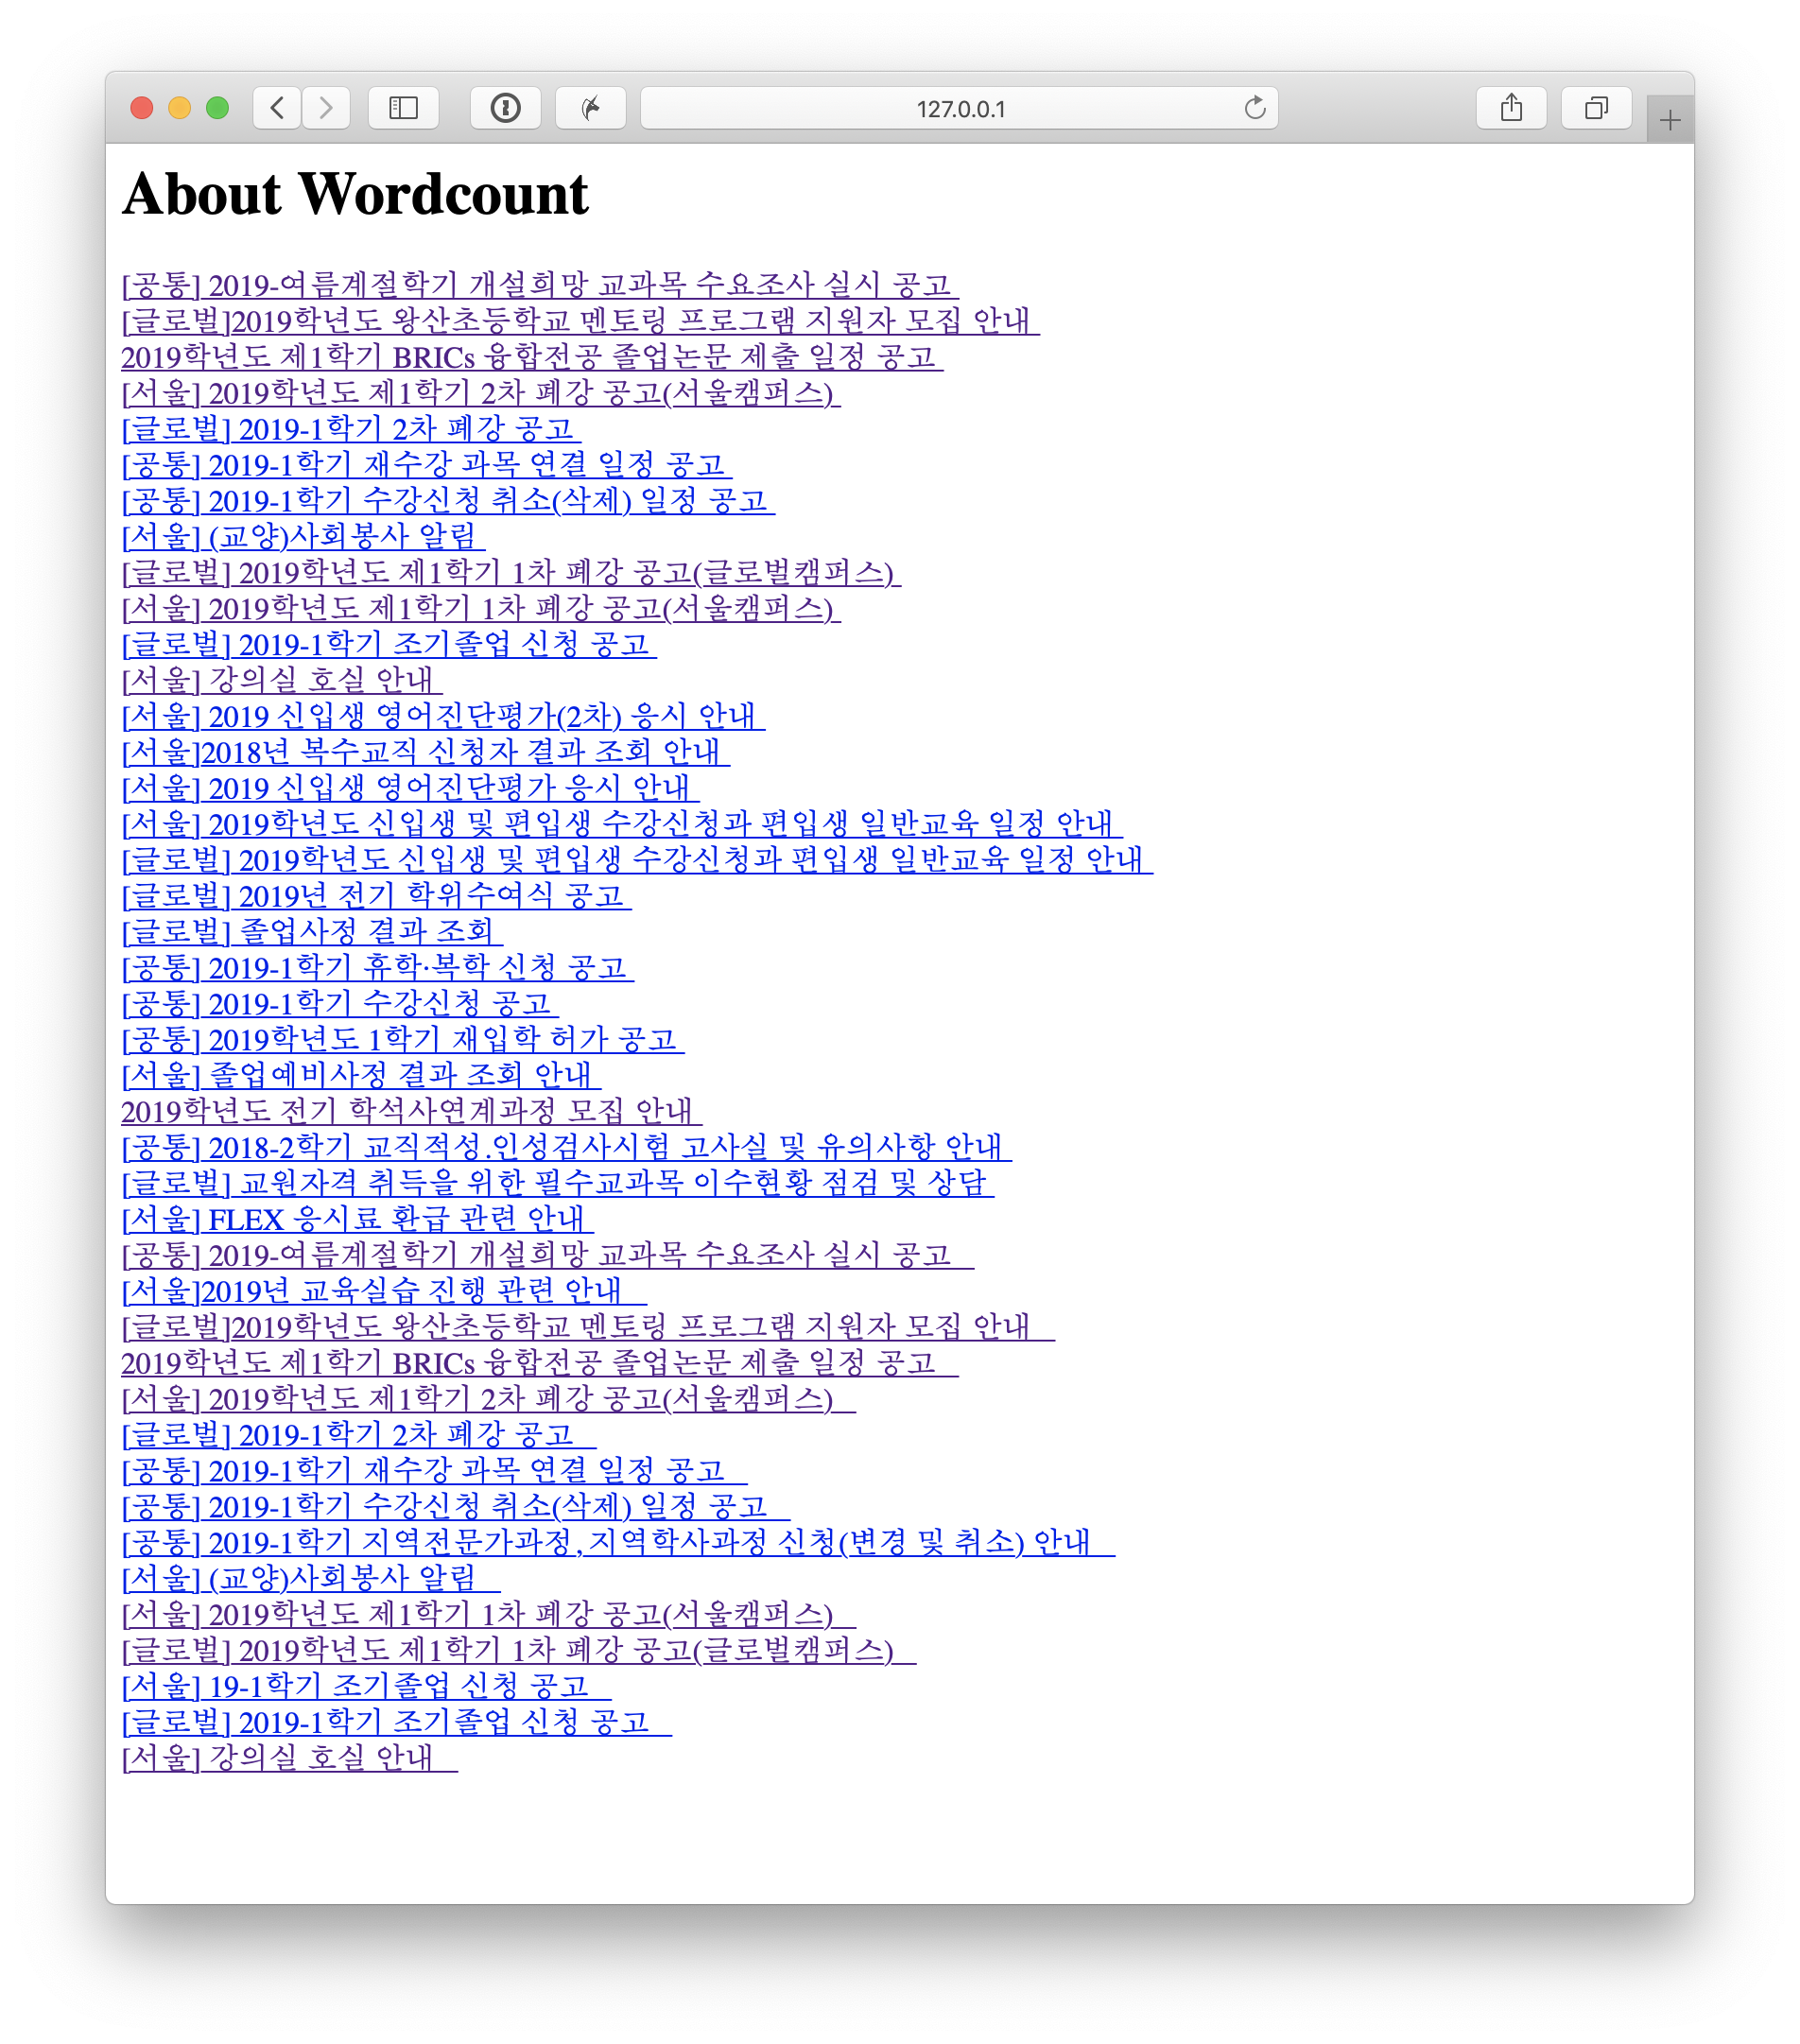 127.0.0.1
About Wordcount
[공통] 2019-여름계절학기 개설희망 교과목 수요조사 실시 공고
[글로벌]2019학년도 왕산초등학교 멘토링 프로그램 지원자 모집 안내
2019학년도 제1학기 BRICs 융합전공 졸업논문 제출 일정 공고
[서울] 2019학년도 제1학기 2차 폐강 공고(서울캠퍼스)
[글로벌] 2019-1학기 2차 폐강 공고
[공통] 2019-1학기 재수강 과목 연결 일정 공고
[공통] 2019-1학기 수강신청 취소(삭제) 일정 공고
[서울] (교양)사회봉사 알림
[글로벌] 2019학년도 제1학기 1차 폐강 공고(글로벌캠퍼스)
[서울] 2019학년도 제1학기 1차 폐강 공고(서울캠퍼스)
[글로벌] 2019-1학기 조기졸업 신청 공고
[서울] 강의실 호실 안내
[서울] 2019 신입생 영어진단평가(2차) 응시 안내
[서울]2018년 복수교직 신청자 결과 조회 안내
[서울] 2019 신입생 영어진단평가 응시 안내
[서울] 2019학년도 신입생 및 편입생 수강신청과 편입생 일반교육 일정 안내
[글로벌] 2019학년도 신입생 및 편입생 수강신청과 편입생 일반교육 일정 안내
[글로벌] 2019년 전기 학위수여식 공고
[글로벌] 졸업사정 결과 조회
[공통] 2019-1학기 휴학·복학 신청 공고
[공통] 2019-1학기 수강신청 공고
[공통] 2019학년도 1학기 재입학 허가 공고
[서울] 졸업예비사정 결과 조회 안내
2019학년도 전기 학석사연계과정 모집 안내
[공통] 2018-2학기 교직적성.인성검사시험 고사실 및 유의사항 안내
[글로벌] 교원자격 취득을 위한 필수교과목 이수현황 점검 및 상담
[서울] FLEX 응시료 환급 관련 안내
[공통] 2019-여름계절학기 개설희망 교과목 수요조사 실시 공고
[서울]2019년 교육실습 진행 관련 안내
[글로벌]2019학년도 왕산초등학교 멘토링 프로그램 지원자 모집 안내
2019학년도 제1학기 BRICs 융합전공 졸업논문 제출 일정 공고
[서울] 2019학년도 제1학기 2차 폐강 공고(서울캠퍼스)
[글로벌] 2019-1학기 2차 폐강 공고
[공통] 2019-1학기 재수강 과목 연결 일정 공고
[공통] 2019-1학기 수강신청 취소(삭제) 일정 공고
[공통] 2019-1학기 지역전문가과정, 지역학사과정 신청(변경 및 취소) 안내
[서울] (교양)사회봉사 알림
[서울] 2019학년도 제1학기 1차 폐강 공고(서울캠퍼스)
[글로벌] 2019학년도 제1학기 1차 폐강 공고(글로벌캠퍼스)
[서울] 19-1학기 조기졸업 신청 공고
[글로벌] 2019-1학기 조기졸업 신청 공고
[서울] 강의실 호실 안내